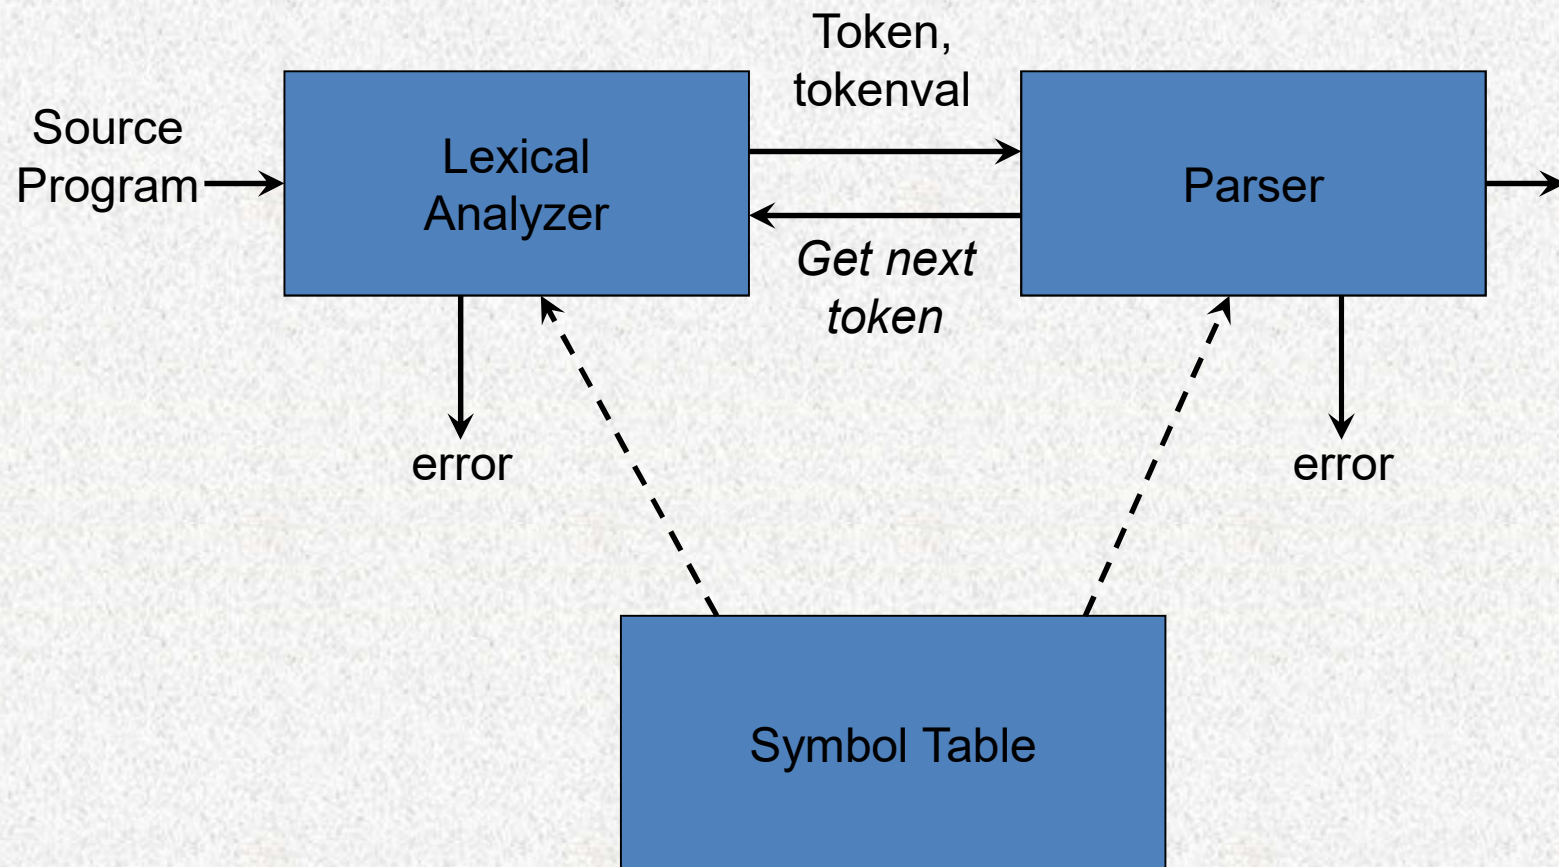 Token,
tokenval
Source
Program
Lexical
Analyzer
Parser
Get next
token
error
error
Symbol Table